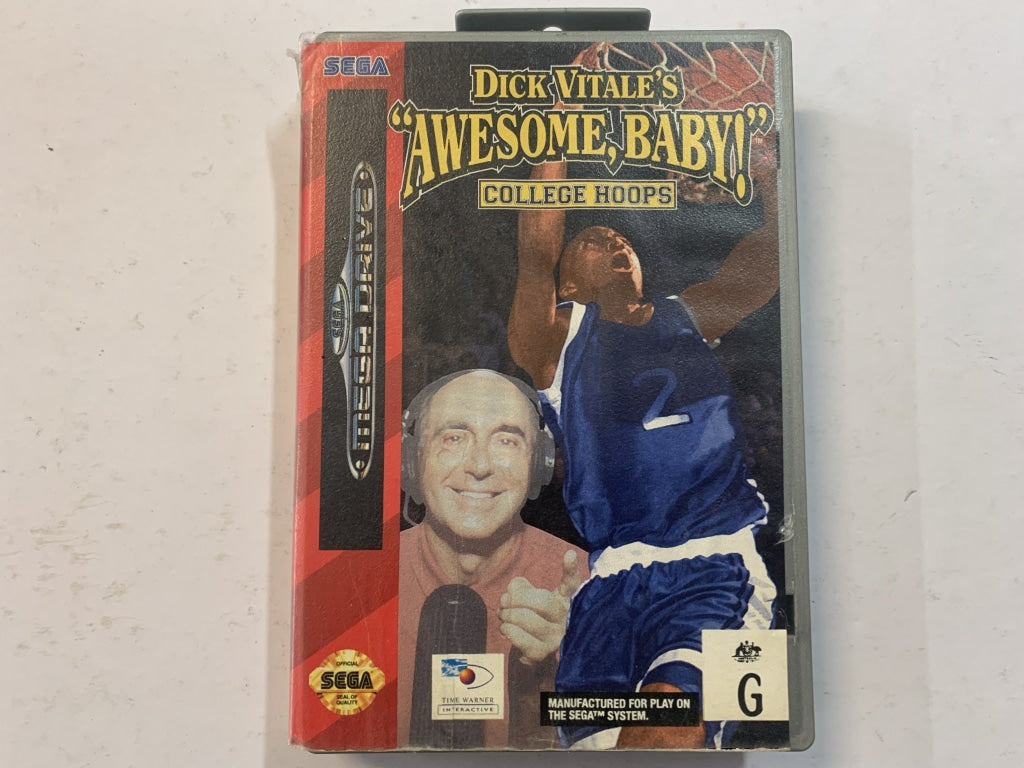 SEGA
DICK VITALE'S
"AWESOME, BABY!"
COLLEGE HOOPS
SEGA
MEGA DRIVE
2
OFFICIAL
SEGA
SEAL OF
QUALITY
TIME WARNER
INTERACTIVE
MANUFACTURED FOR PLAY ON
THE SEGA™ SYSTEM.
G